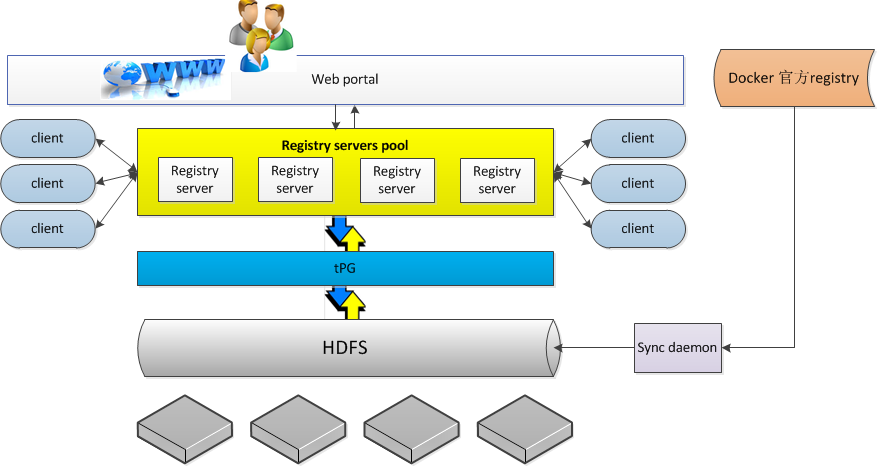 WWW
Web portal
Docker 官方registry
client
client
client
Registry servers pool
Registry
server
Registry
server
Registry
server
Registry
server
client
client
client
tPG
HDFS
Sync daemon